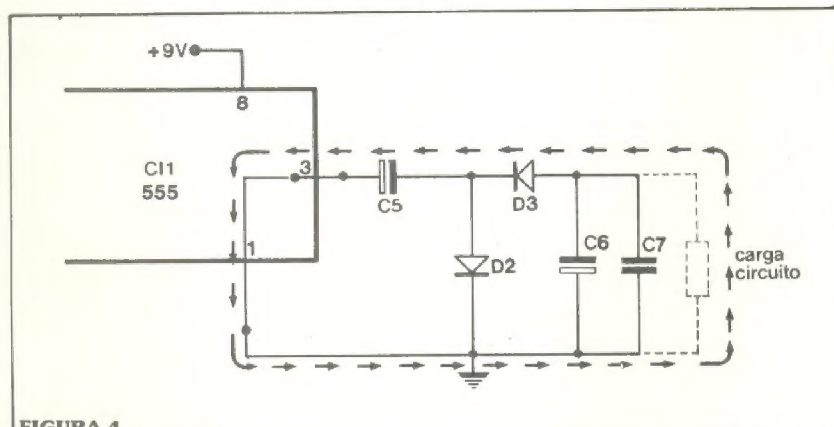 +9V
8
CI1
555
3
1
C5
D3
D2
C6
C7
carga
circuito
FIGURA 4